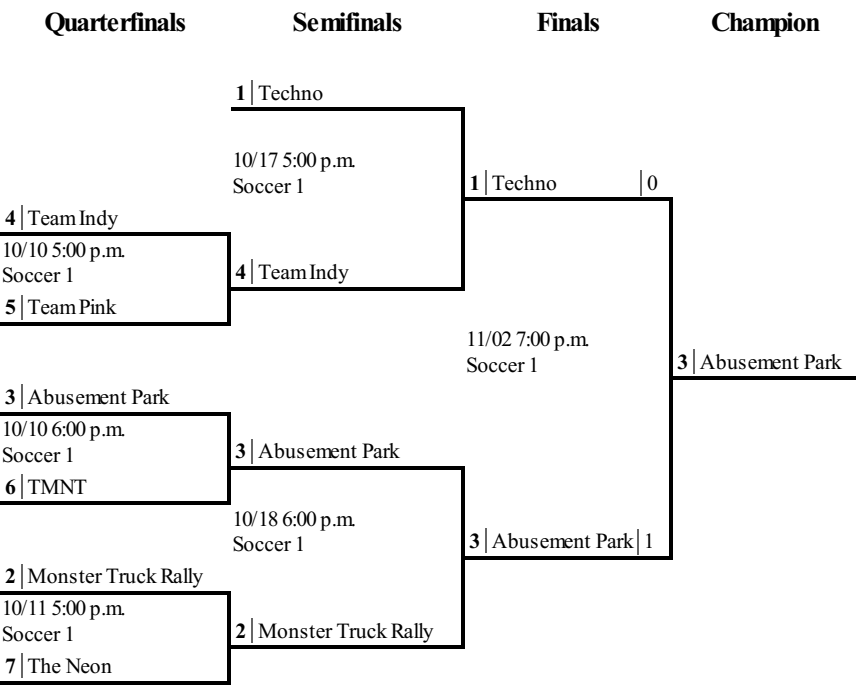 Quarterfinals Semifinals Finals Champion
1 Techno
10/17 5:00 p.m.
Soccer 1
1 Techno 0
4 Team Indy
10/10 5:00 p.m.
Soccer 1
4 Team Indy
5 Team Pink
11/02 7:00 p.m.
Soccer 1
3 Abusement Park
3 Abusement Park
10/10 6:00 p.m.
Soccer 1
3 Abusement Park
6 TMNT
10/18 6:00 p.m.
Soccer 1
3 Abusement Park 1
2 Monster Truck Rally
10/11 5:00 p.m.
Soccer 1
2 Monster Truck Rally
7 The Neon